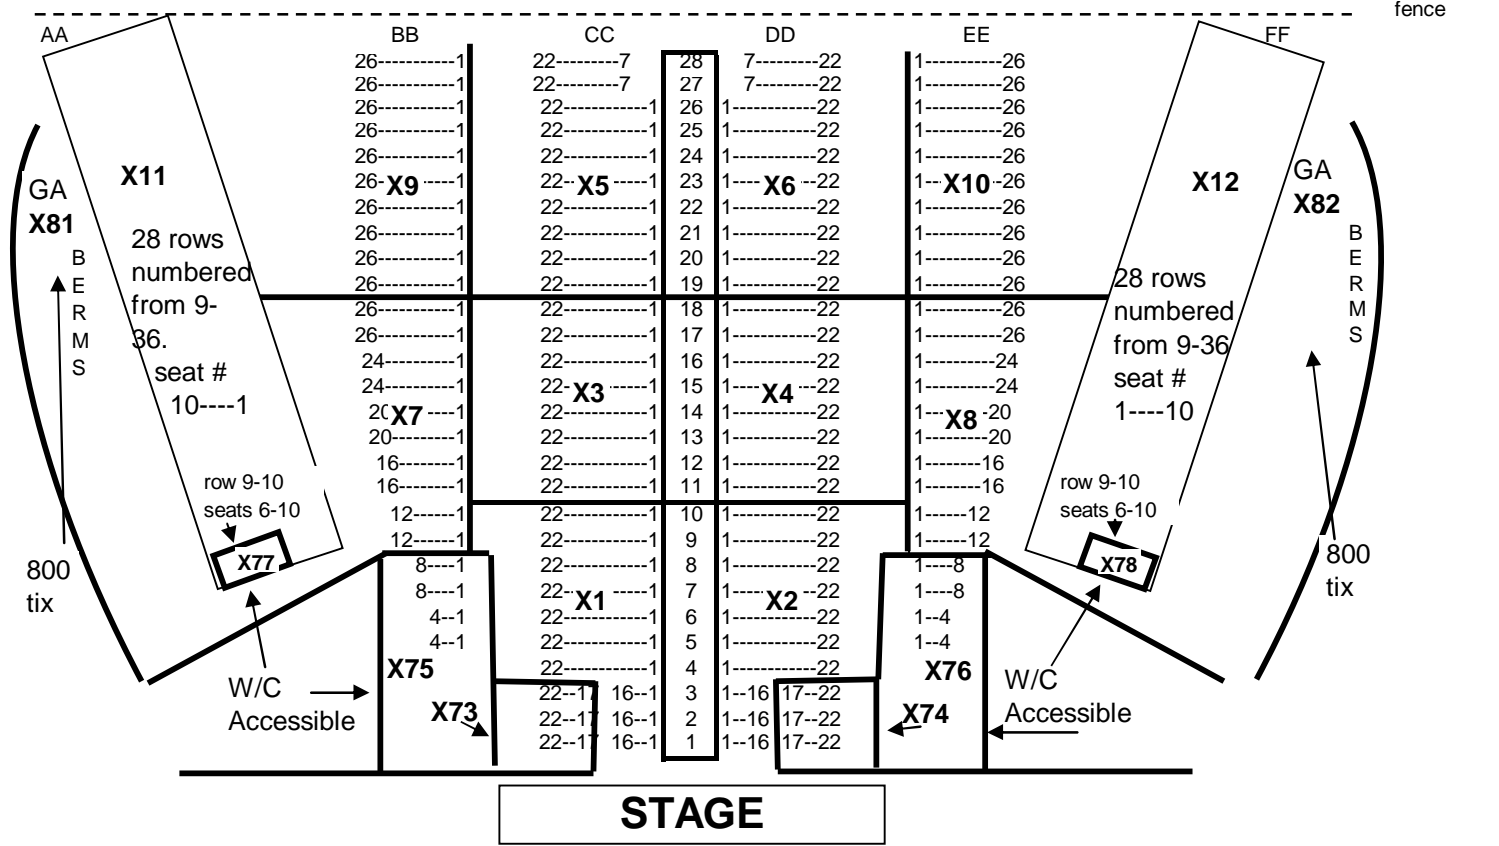 fence
AA BB CC DD EE FF
26------------1 22--------7 28 7---------22 1-----------26
26------------1 22--------7 27 7---------22 1-----------26
26------------1 22------------1 26 1------------22 1-----------26
26------------1 22------------1 25 1------------22 1-----------26
26------------1 22------------1 24 1------------22 1-----------26
26- X9 ----1 22-- X5 -----1 23 1---- X6 ---22 1-- X10 -26
26------------1 22------------1 22 1------------22 1-----------26
26------------1 22------------1 21 1------------22 1-----------26
26------------1 22------------1 20 1------------22 1-----------26
26------------1 22------------1 19 1------------22 1-----------26
26------------1 22------------1 18 1------------22 1-----------26
26------------1 22------------1 17 1------------22 1-----------26
24-----------1 22------------1 16 1------------22 1----------24
24-----------1 22-- X3 -----1 15 1---- X4 ---22 1----------24
20 X7 ----1 22------------1 14 1------------22 1--- X8 -20
20---------1 22------------1 13 1------------22 1---------20
16-------1 22------------1 12 1------------22 1-------16
16-------1 22------------1 11 1------------22 1-------16
12------1 22------------1 10 1------------22 1------12
12------1 22------------1 9 1------------22 1------12
8----1 22------------1 8 1------------22 1----8
8----1 22-- X1 -----1 7 1---- X2 ---22 1----8
4--1 22------------1 6 1------------22 1--4
4--1 22------------1 5 1------------22 1--4
22------------1 4 1------------22
22--17 16--1 3 1--16 17--22
22--17 16--1 2 1--16 17--22
22--17 16--1 1 1--16 17--22
GA
X81
B
E
R
M
S
800
tix
X11
28 rows
numbered
from 9-
36.
seat #
10----1
row 9-10
seats 6-10
X77
W/C
Accessible
X75
X73
X12
28 rows
numbered
from 9-36
seat #
1----10
row 9-10
seats 6-10
X78
W/C
Accessible
X76
X74
GA
X82
B
E
R
M
S
800
tix
STAGE